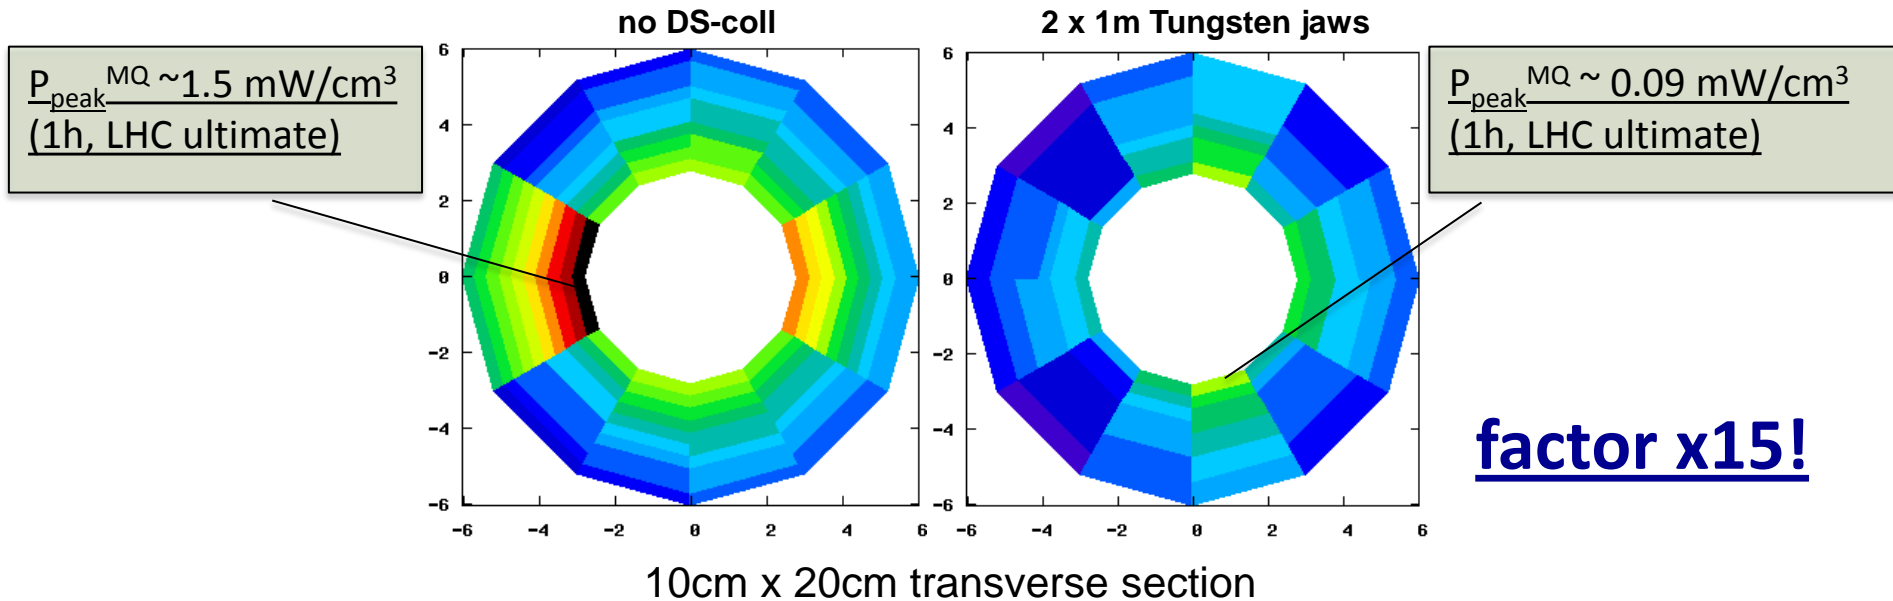 no DS-coll
2 x 1m Tungsten jaws
P_peak^MQ ~1.5 mW/cm³
(1h, LHC ultimate)
P_peak^MQ ~ 0.09 mW/cm³
(1h, LHC ultimate)
6
4
2
0
-2
-4
-6
-6 -4 -2 0 2 4 6
6
4
2
0
-2
-4
-6
-6 -4 -2 0 2 4 6
factor x15!
10cm x 20cm transverse section